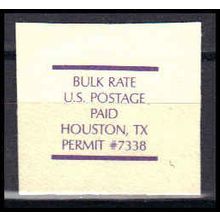 BULK RATE
U.S. POSTAGE
PAID
HOUSTON, TX
PERMIT #7338